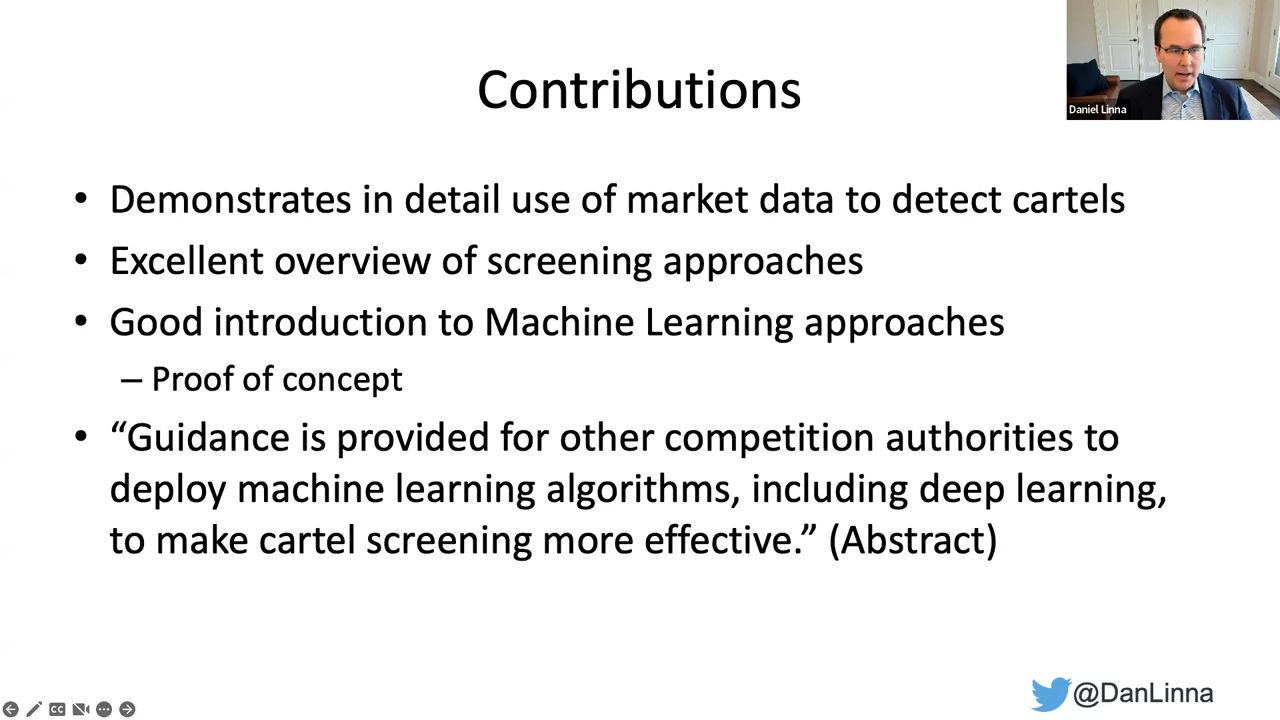 Contributions
Daniel Linna
• Demonstrates in detail use of market data to detect cartels
• Excellent overview of screening approaches
• Good introduction to Machine Learning approaches
– Proof of concept
• “Guidance is provided for other competition authorities to
deploy machine learning algorithms, including deep learning,
to make cartel screening more effective.” (Abstract)
@DanLinna
CC